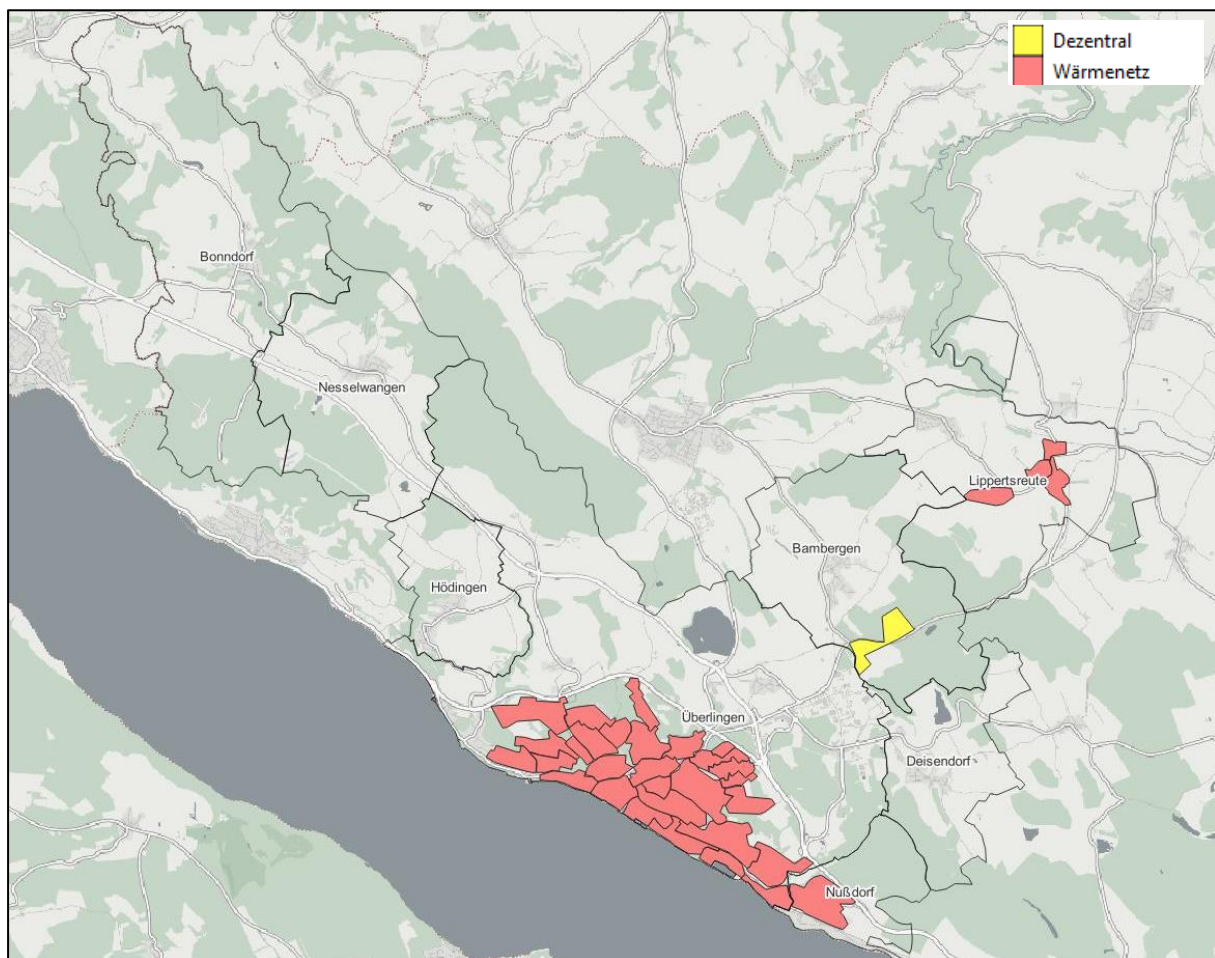 Dezentral
Wärmenetz
Bonndorf
Nesselwangen
Lippertsreute
Bambergen
Hödingen
Überlingen
Deisendorf
Nußdorf